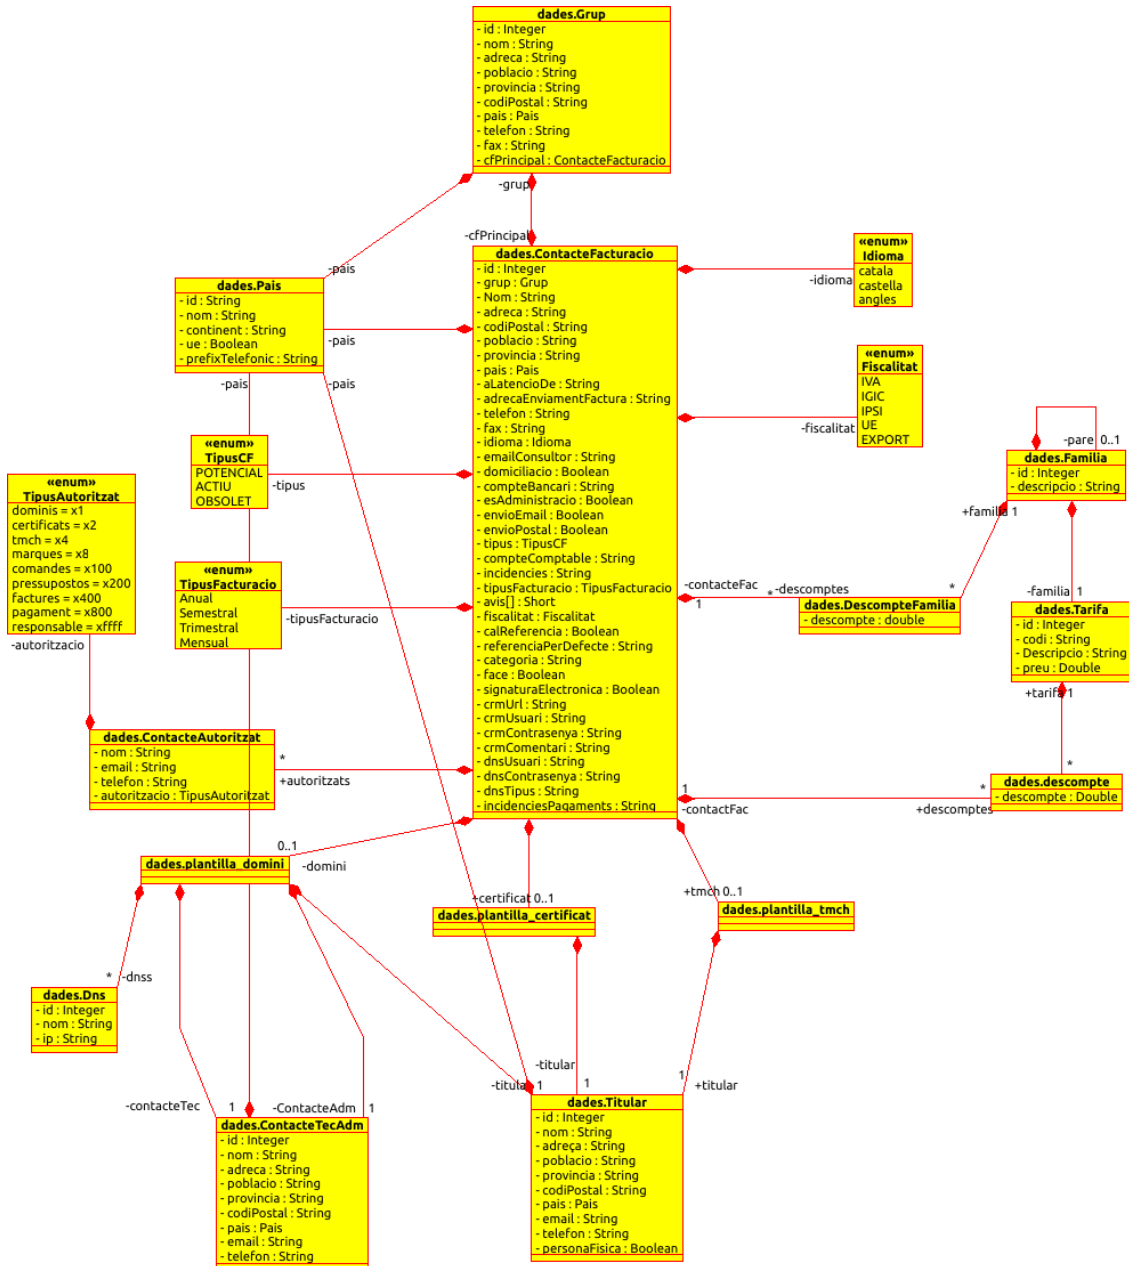 dades.Grup
- id : Integer
- nom : String
- adreca : String
- poblacio : String
- provincia : String
- codiPostal : String
- pais : Pais
- telefon : String
- fax : String
- cfPrincipal : ContacteFacturacio
-grup
-cfPrincipal
-pais
dades.Pais
- id : String
- nom : String
- continent : String
- ue : Boolean
- prefixTelefonic : String
-pais
-pais
-pais
dades.ContacteFacturacio
- id : Integer
- grup : Grup
- Nom : String
- adreca : String
- codiPostal : String
- poblacio : String
- provincia : String
- pais : Pais
- aLatencioDe : String
- adrecaEnviamentFactura : String
- telefon : String
- fax : String
- idioma : Idioma
- emailConsultor : String
- domiciliacio : Boolean
- compteBancari : String
- esAdministracio : Boolean
- envioEmail : Boolean
- envioPostal : Boolean
- tipus : TipusCF
- compteComptable : String
- incidencies : String
- tipusFacturacio : TipusFacturacio
- avis[] : Short
- fiscalitat : Fiscalitat
- calReferencia : Boolean
- referenciaPerDefecte : String
- categoria : String
- face : Boolean
- signaturaElectronica : Boolean
- crmUrl : String
- crmUsuari : String
- crmContrasenya : String
- crmComentari : String
- dnsUsuari : String
- dnsContrasenya : String
- dnsTipus : String
- incidenciesPagaments : String
«enum»
Idioma
catala
castella
angles
-idioma
«enum»
Fiscalitat
IVA
IGIC
IPSI
UE
EXPORT
-fiscalitat
-pare 0..1
dades.Familia
- id : Integer
- descripcio : String
+familia 1
*
-familia 1
«enum»
TipusCF
POTENCIAL
ACTIU
OBSOLET
-tipus
«enum»
TipusAutoritzat
dominis = x1
certificats = x2
tmch = x4
marques = x8
comandes = x100
pressupostos = x200
factures = x400
pagament = x800
responsable = xffff
-autoritzacio
«enum»
TipusFacturacio
Anual
Semestral
Trimestral
Mensual
-tipusFacturacio
-contacteFac
1
* -descomptes
dades.DescompteFamilia
- descompte : double
dades.Tarifa
- id : Integer
- codi : String
- Descripcio : String
- preu : Double
+tarifa 1
*
dades.descompte
- descompte : Double
1
-contactFac
*
+descomptes
dades.ContacteAutoritzat
- nom : String
- email : String
- telefon : String
- autoritzacio : TipusAutoritzat
*
+autoritzats
0..1
-domini
dades.plantilla_domini
+certificat 0..1
dades.plantilla_certificat
+tmch 0..1
dades.plantilla_tmch
* -dnss
dades.Dns
- id : Integer
- nom : String
- ip : String
-contacteTec 1
-ContacteAdm 1
dades.ContacteTecAdm
- id : Integer
- nom : String
- adreca : String
- poblacio : String
- provincia : String
- codiPostal : String
- pais : Pais
- email : String
- telefon : String
-titular
1
-titula 1
1
+titular
dades.Titular
- id : Integer
- nom : String
- adreça : String
- poblacio : String
- provincia : String
- codiPostal : String
- pais : Pais
- email : String
- telefon : String
- personaFisica : Boolean